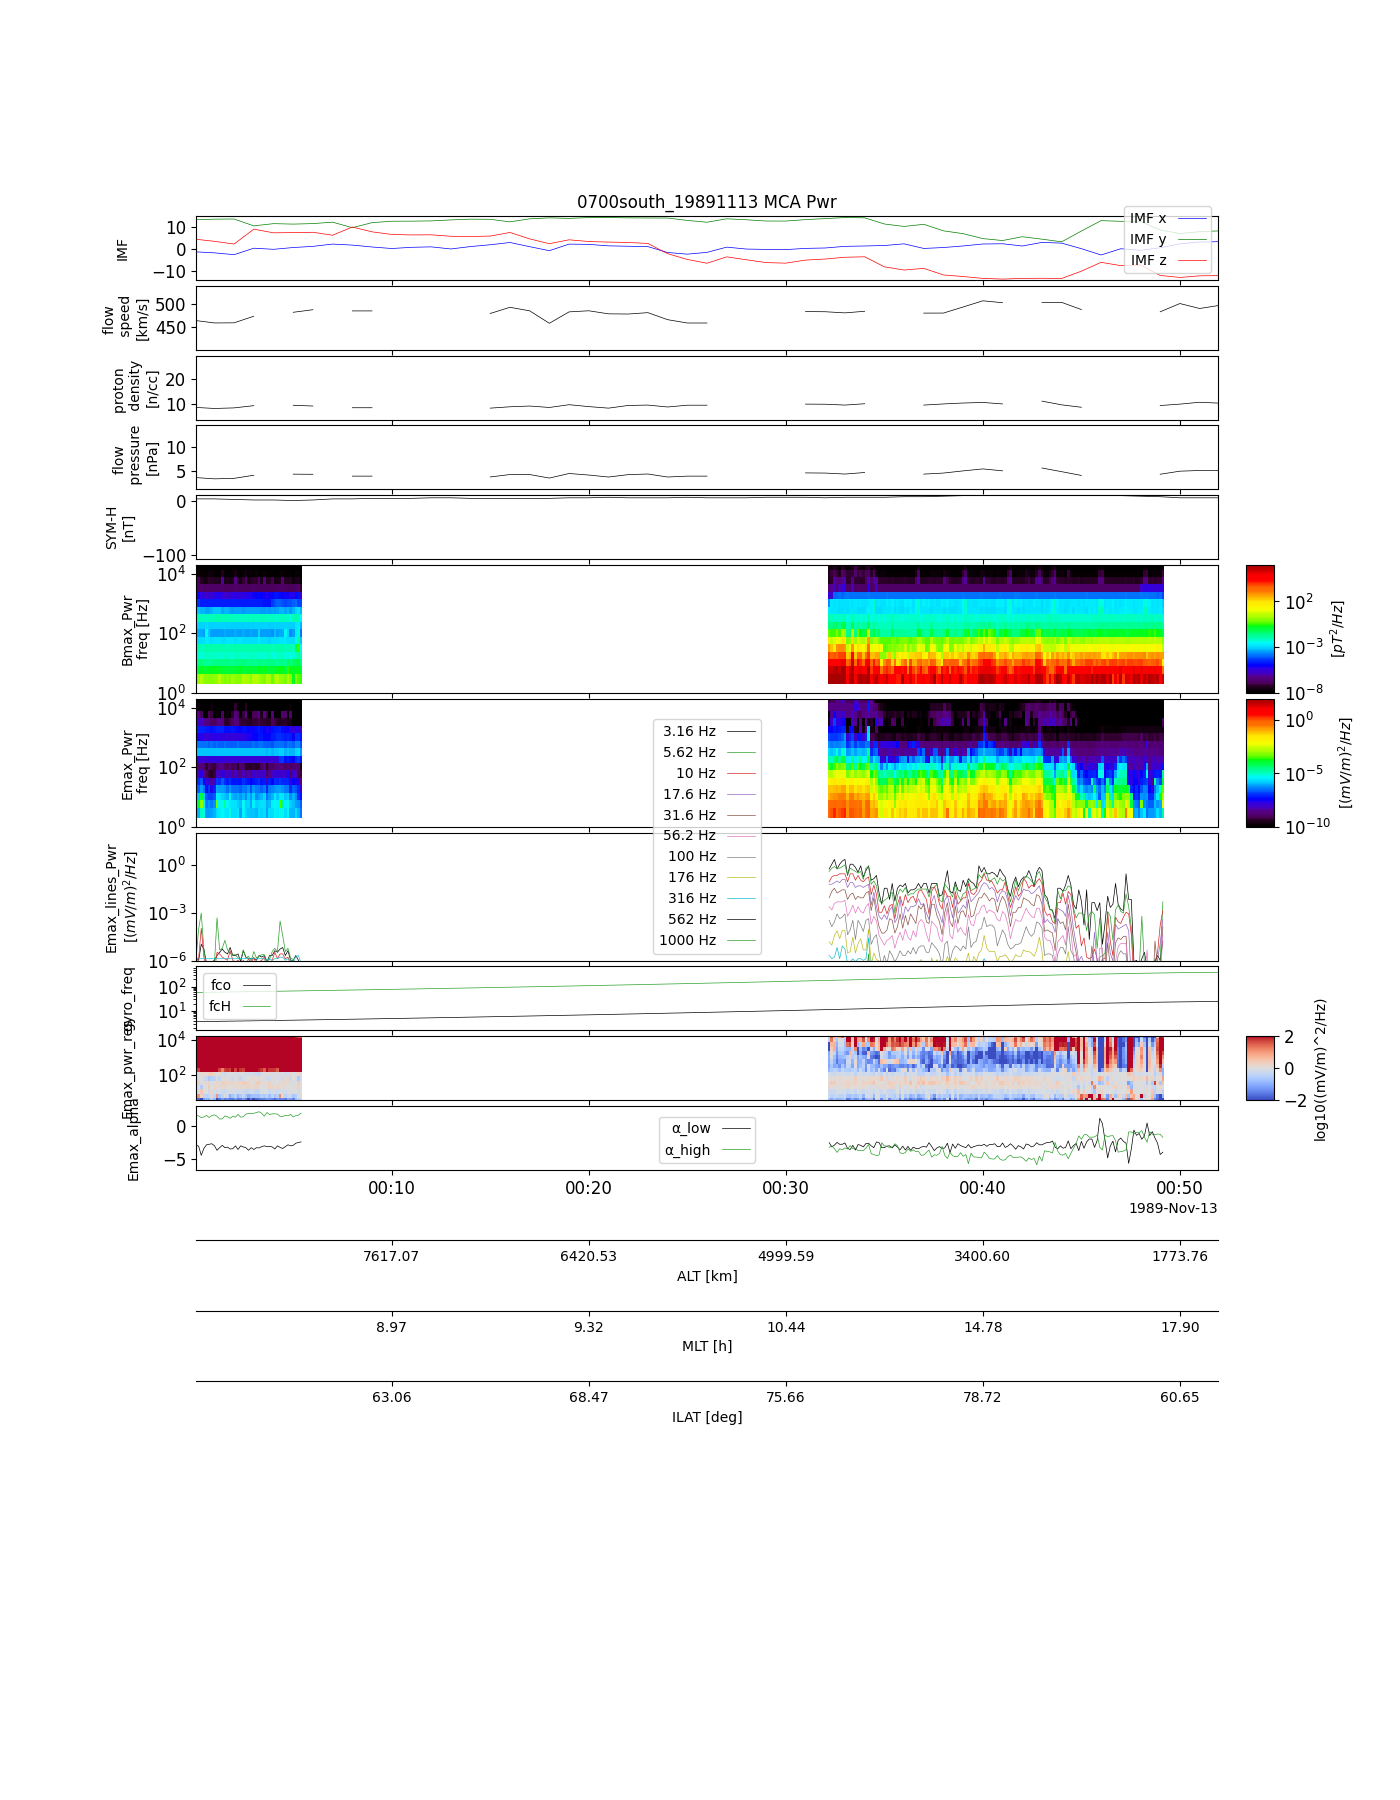 0700south_19891113 MCA Pwr
IMF
10
0
−10
IMF x
IMF y
IMF z
flow
speed
[km/s]
500
450
proton
density
[n/cc]
20
10
flow
pressure
[nPa]
10
5
SYM-H
[nT]
0
−100
Bmax_Pwr
freq [Hz]
10^4
10^2
10^0
10^2
10^−3
10^−8
[pT^2/Hz]
Emax_Pwr
freq [Hz]
10^4
10^2
10^0
10^0
10^−5
10^−10
[(mV/m)^2/Hz]
3.16 Hz
5.62 Hz
10 Hz
17.6 Hz
31.6 Hz
56.2 Hz
100 Hz
176 Hz
316 Hz
562 Hz
1000 Hz
Emax_lines_Pwr
[(mV/m)^2/Hz]
10^0
10^−3
10^−6
gyro_freq
10^2
10^1
fco
fcH
Emax_pwr_reg
10^4
10^2
2
0
−2
log10((mV/m)^2/Hz)
Emax_alpha
0
−5
α_low
α_high
00:10 00:20 00:30 00:40 00:50
1989-Nov-13
7617.07 6420.53 4999.59 3400.60 1773.76
ALT [km]
8.97 9.32 10.44 14.78 17.90
MLT [h]
63.06 68.47 75.66 78.72 60.65
ILAT [deg]